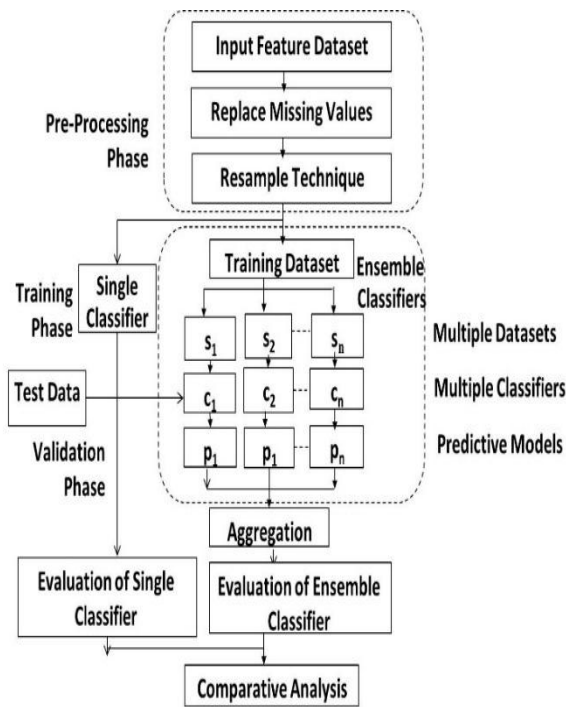 Input Feature Dataset
Replace Missing Values
Pre-Processing
Phase
Resample Technique
Training Dataset
Ensemble
Classifiers
Single
Classifier
Training
Phase
s1
s2
sn
Multiple Datasets
Test Data
c1
c2
cn
Multiple Classifiers
p1
p1
pn
Predictive Models
Validation
Phase
Aggregation
Evaluation of Single
Classifier
Evaluation of Ensemble
Classifier
Comparative Analysis